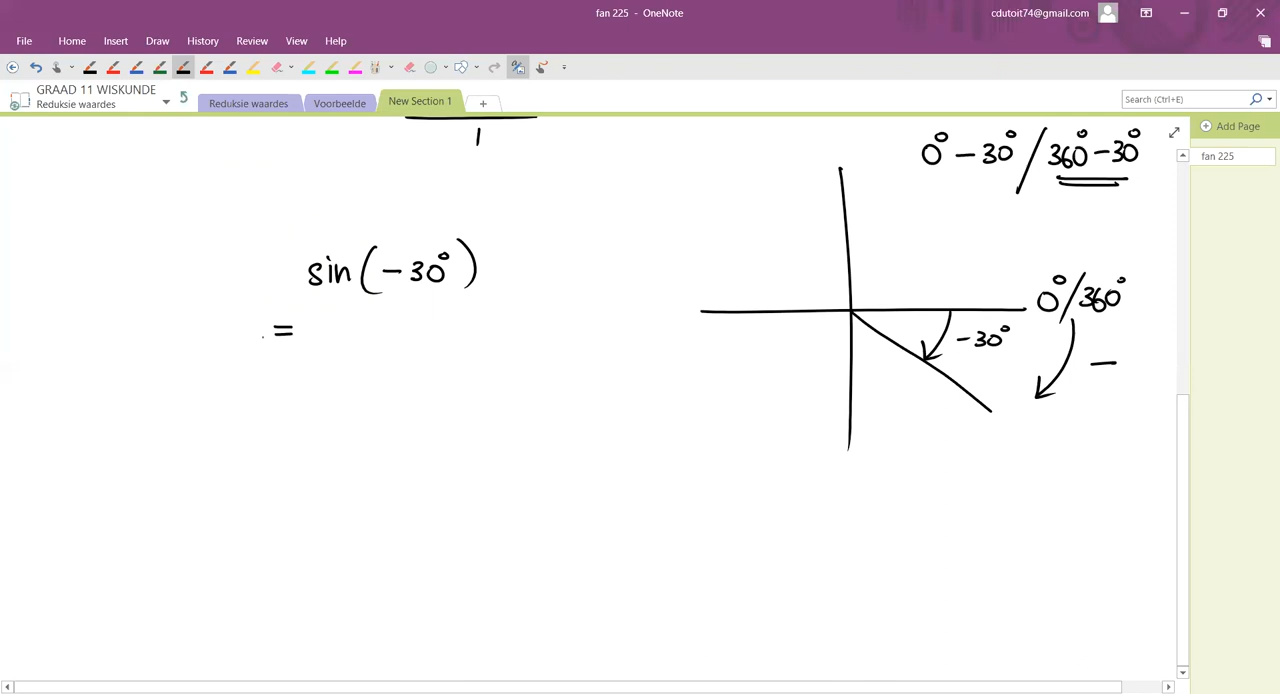 fan 225 - OneNote
cdutoit74@gmail.com
File Home Insert Draw History Review View Help
GRAAD 11 WISKUNDE
Reduksie waardes
Reduksie waardes Voorbeelde New Section 1 +
Search (Ctrl+E)
Add Page
fan 225
1
0° - 30° / 360° - 30°
sin(-30°)
=
0°/360°
-30°
-